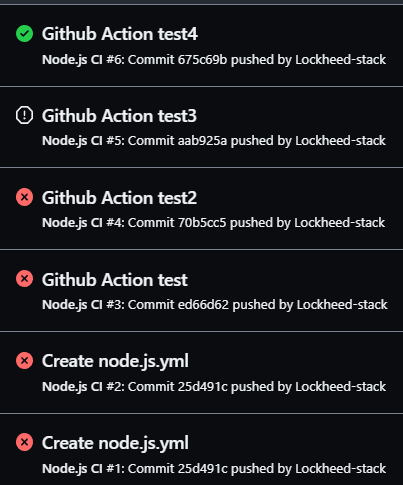 Github Action test4
Node.js CI #6: Commit 675c69b pushed by Lockheed-stack
Github Action test3
Node.js CI #5: Commit aab925a pushed by Lockheed-stack
Github Action test2
Node.js CI #4: Commit 70b5cc5 pushed by Lockheed-stack
Github Action test
Node.js CI #3: Commit ed66d62 pushed by Lockheed-stack
Create node.js.yml
Node.js CI #2: Commit 25d491c pushed by Lockheed-stack
Create node.js.yml
Node.js CI #1: Commit 25d491c pushed by Lockheed-stack